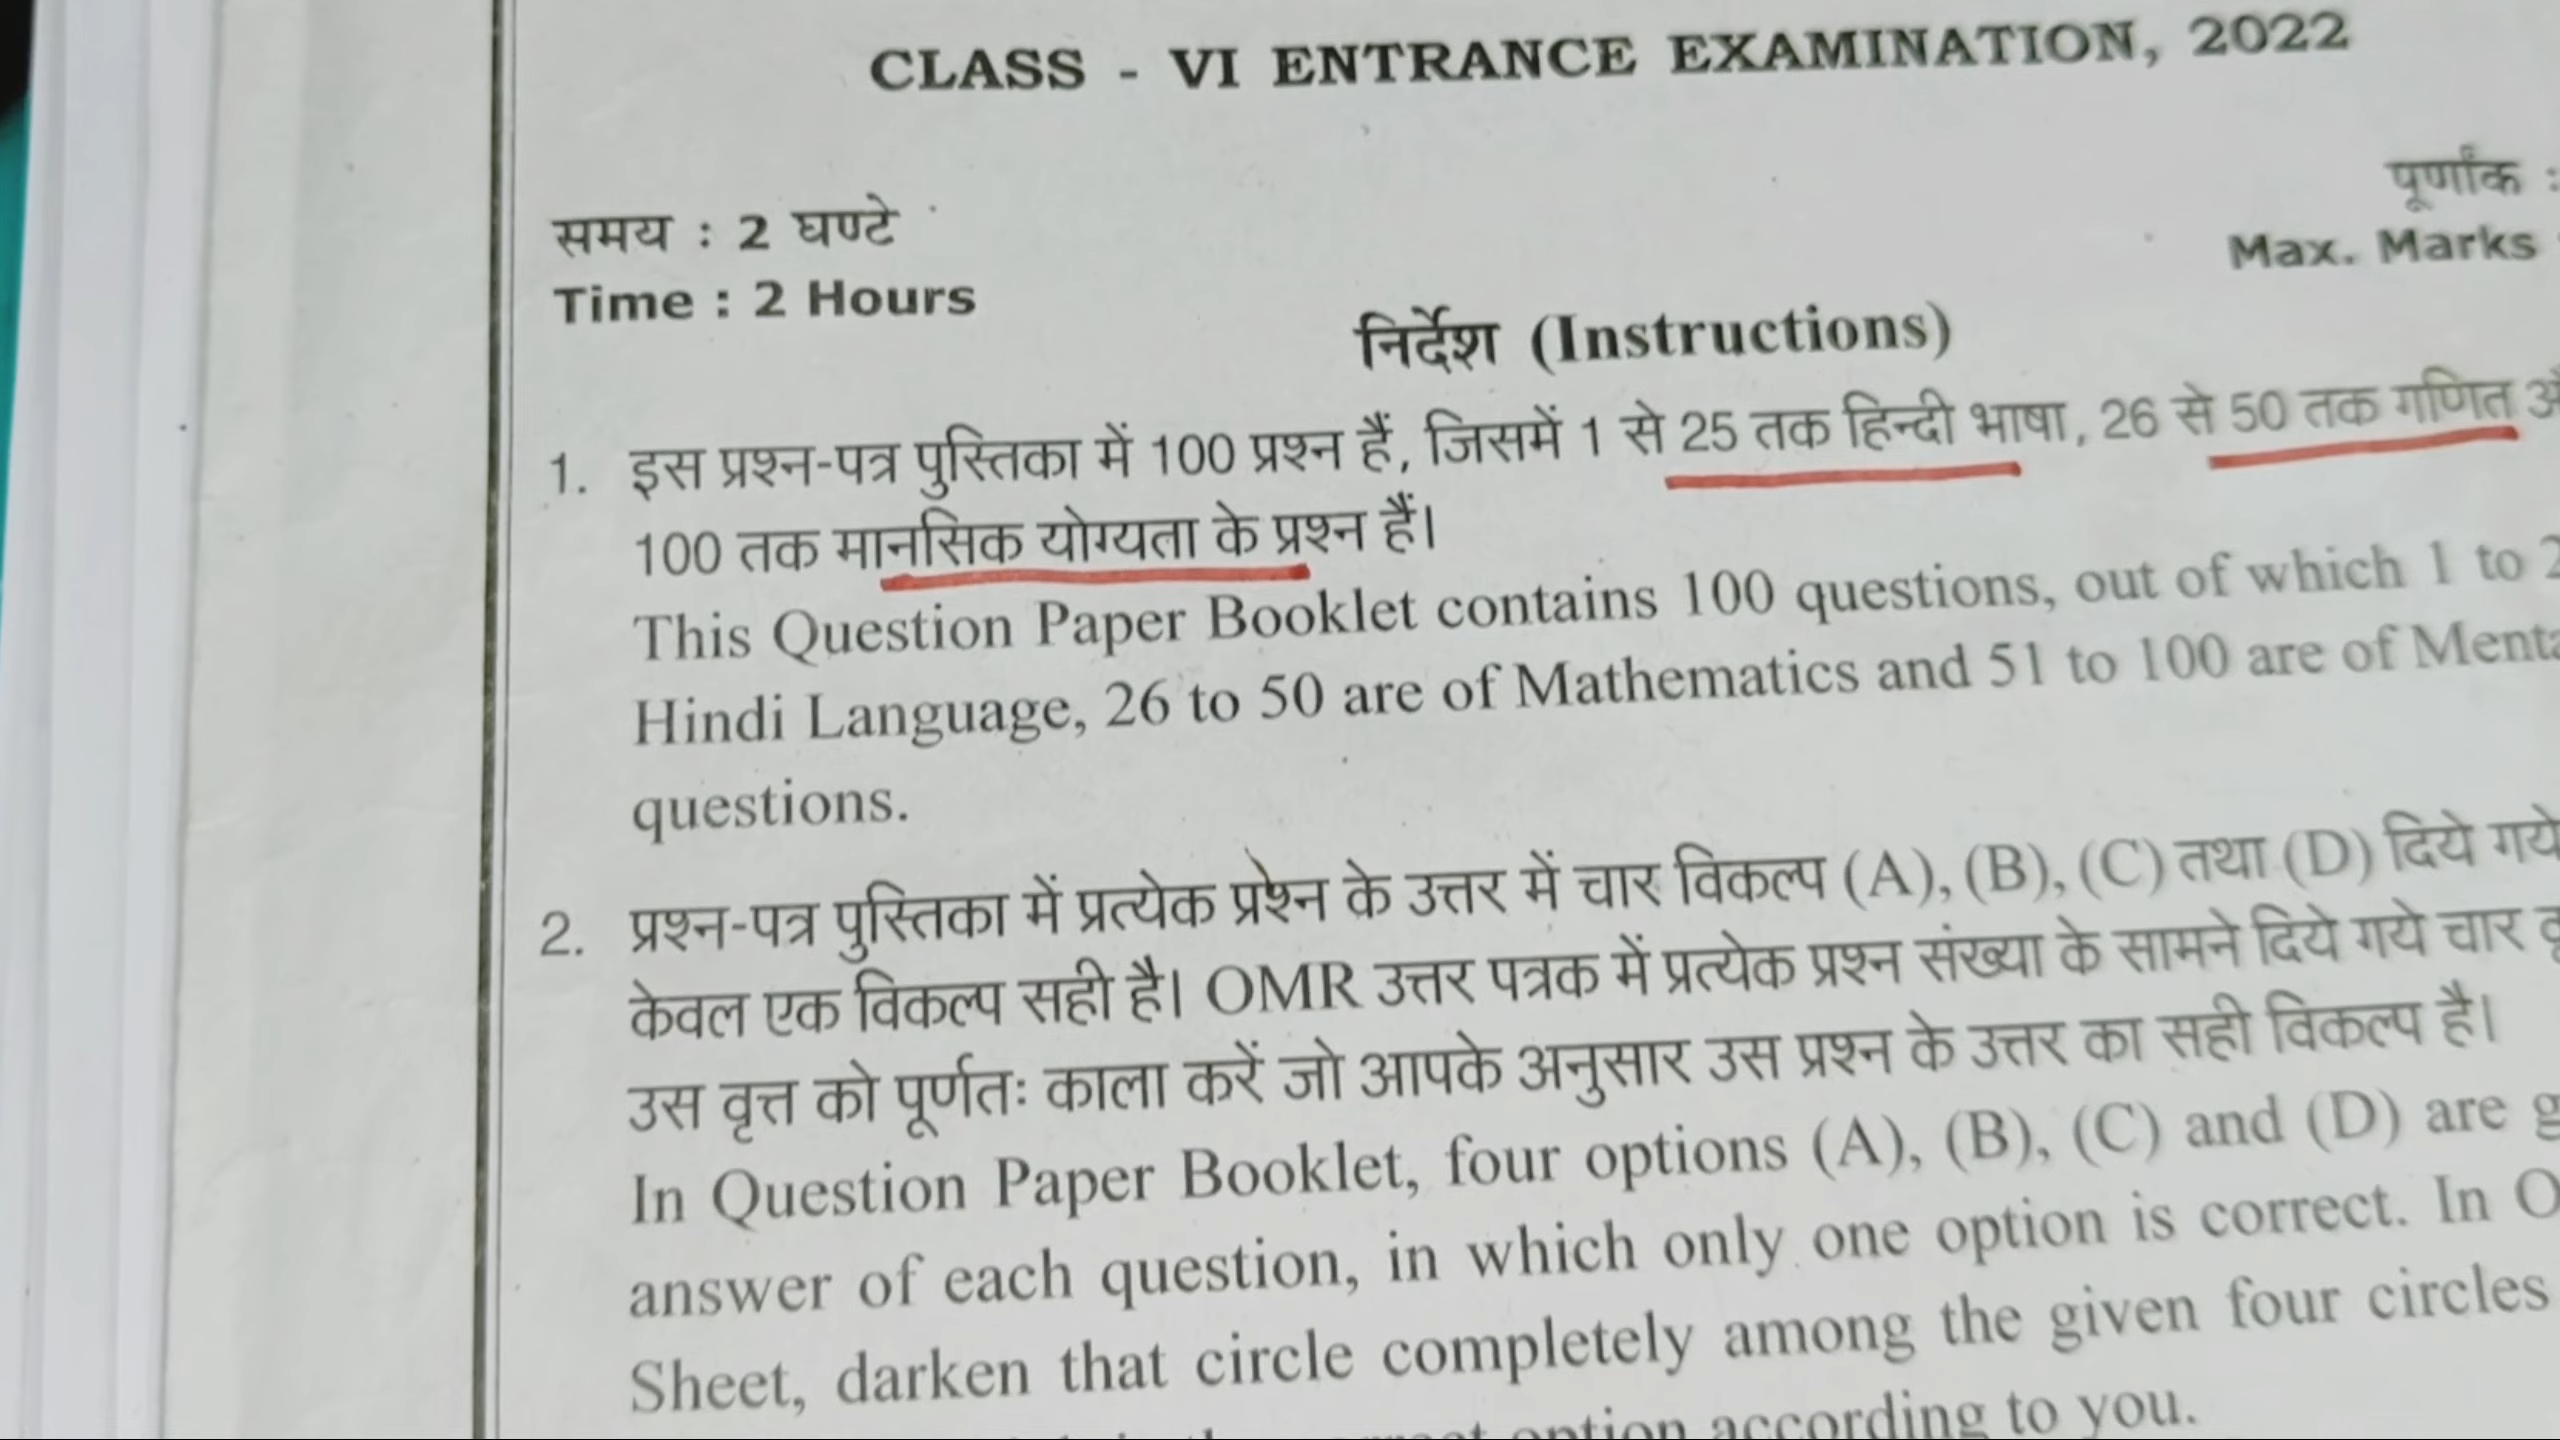 CLASS - VI ENTRANCE EXAMINATION, 2022
समय : 2 घण्टे
पूर्णांक :
Time : 2 Hours
Max. Marks
निर्देश (Instructions)
1. इस प्रश्न-पत्र पुस्तिका में 100 प्रश्न हैं, जिसमें 1 से 25 तक हिन्दी भाषा, 26 से 50 तक गणित
100 तक मानसिक योग्यता के प्रश्न हैं।
This Question Paper Booklet contains 100 questions, out of which 1 to
Hindi Language, 26 to 50 are of Mathematics and 51 to 100 are of
questions.
2. प्रश्न-पत्र पुस्तिका में प्रत्येक प्रश्न के उत्तर में चार विकल्प (A), (B), (C) तथा (D) दिये गये
केवल एक विकल्प सही है। OMR उत्तर पत्रक में प्रत्येक प्रश्न संख्या के सामने दिये गये चार
उस वृत्त को पूर्णतः काला करें जो आपके अनुसार उस प्रश्न के उत्तर का सही विकल्प है।
In Question Paper Booklet, four options (A), (B), (C) and (D) are
answer of each question, in which only one option is correct. In
Sheet, darken that circle completely among the given four circles
option according to you.